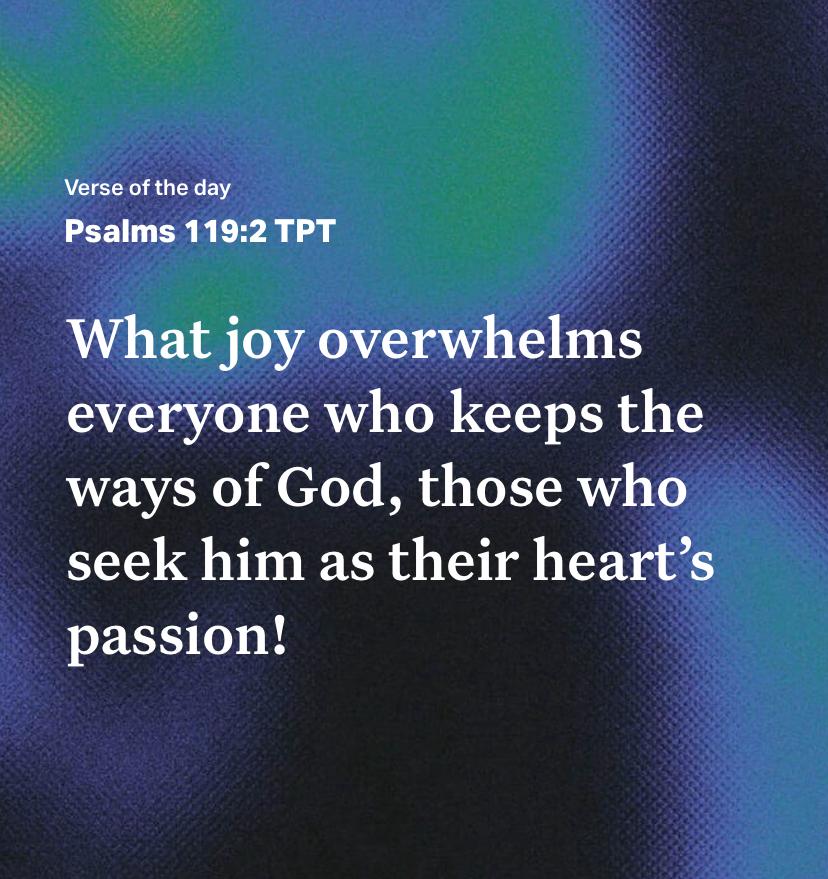 Verse of the day
Psalms 119:2 TPT
What joy overwhelms
everyone who keeps the
ways of God, those who
seek him as their heart’s
passion!